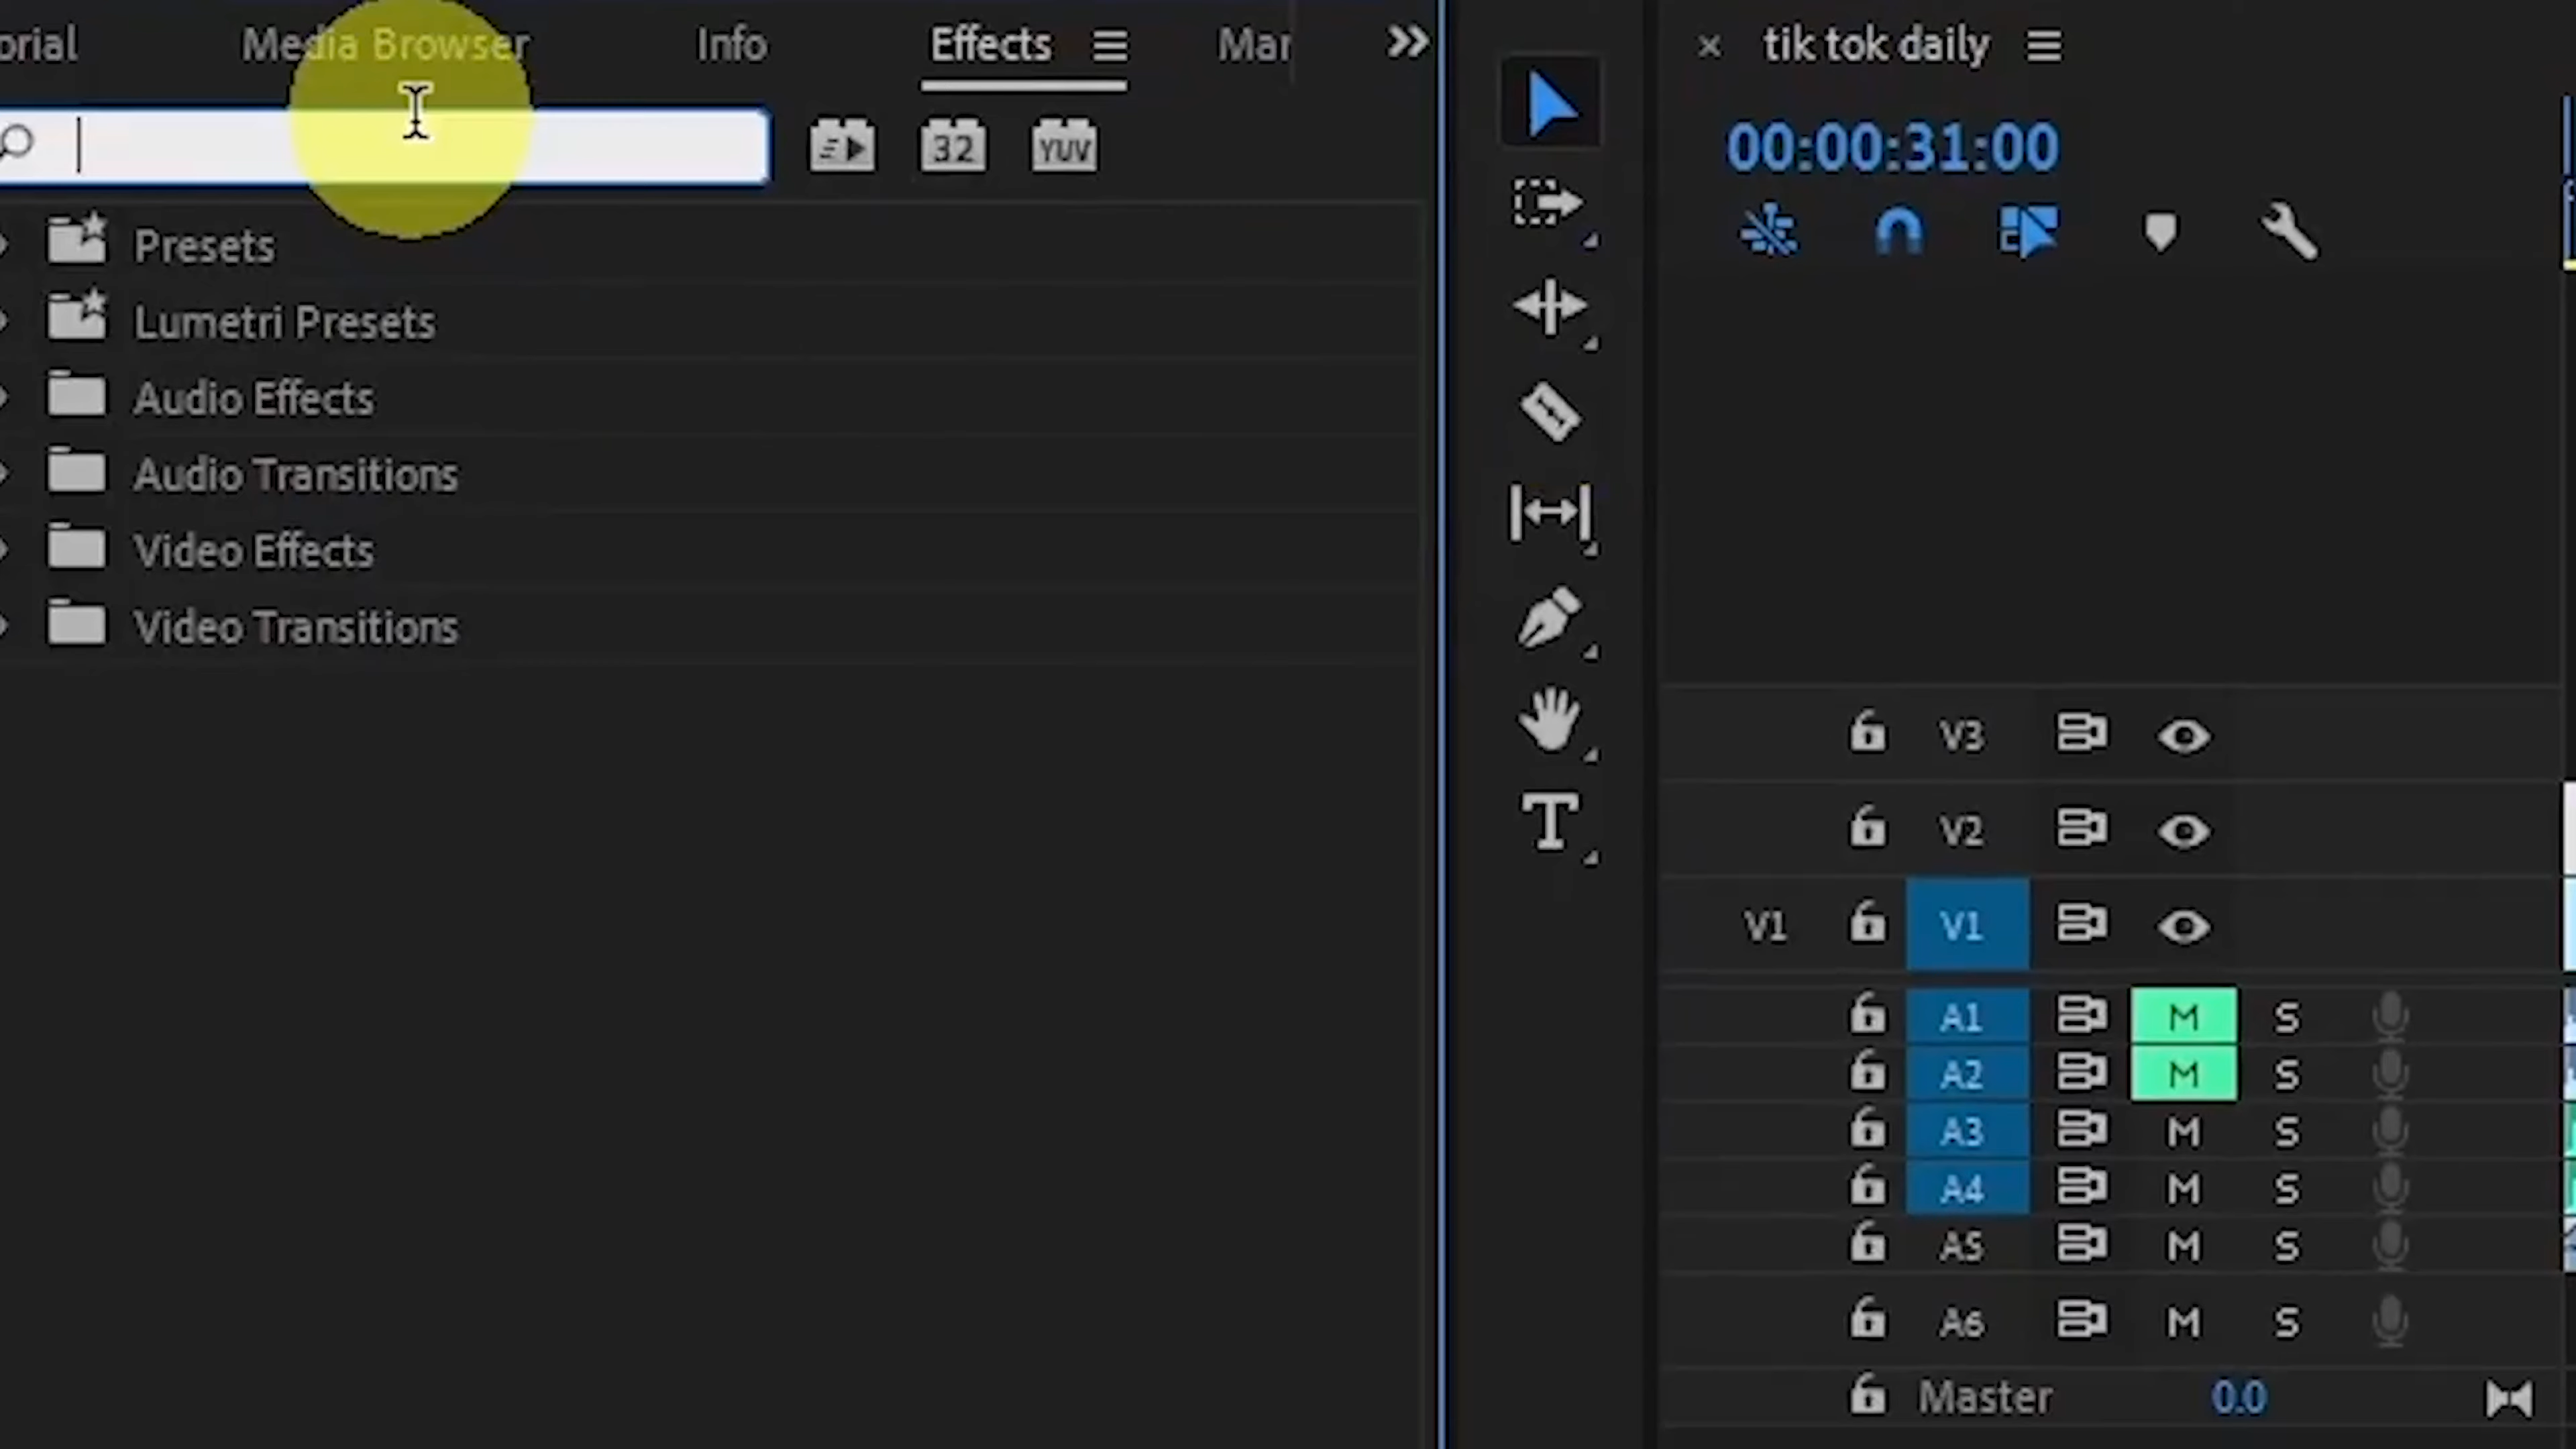 orial Media Browser Info Effects Mar
32 YUV
Presets
Lumetri Presets
Audio Effects
Audio Transitions
Video Effects
Video Transitions
T
tik tok daily
00:00:31:00
V3
V2
V1 V1
A1 M S
A2 M S
A3 M S
A4 M S
A5 M S
A6 M S
Master 0.0